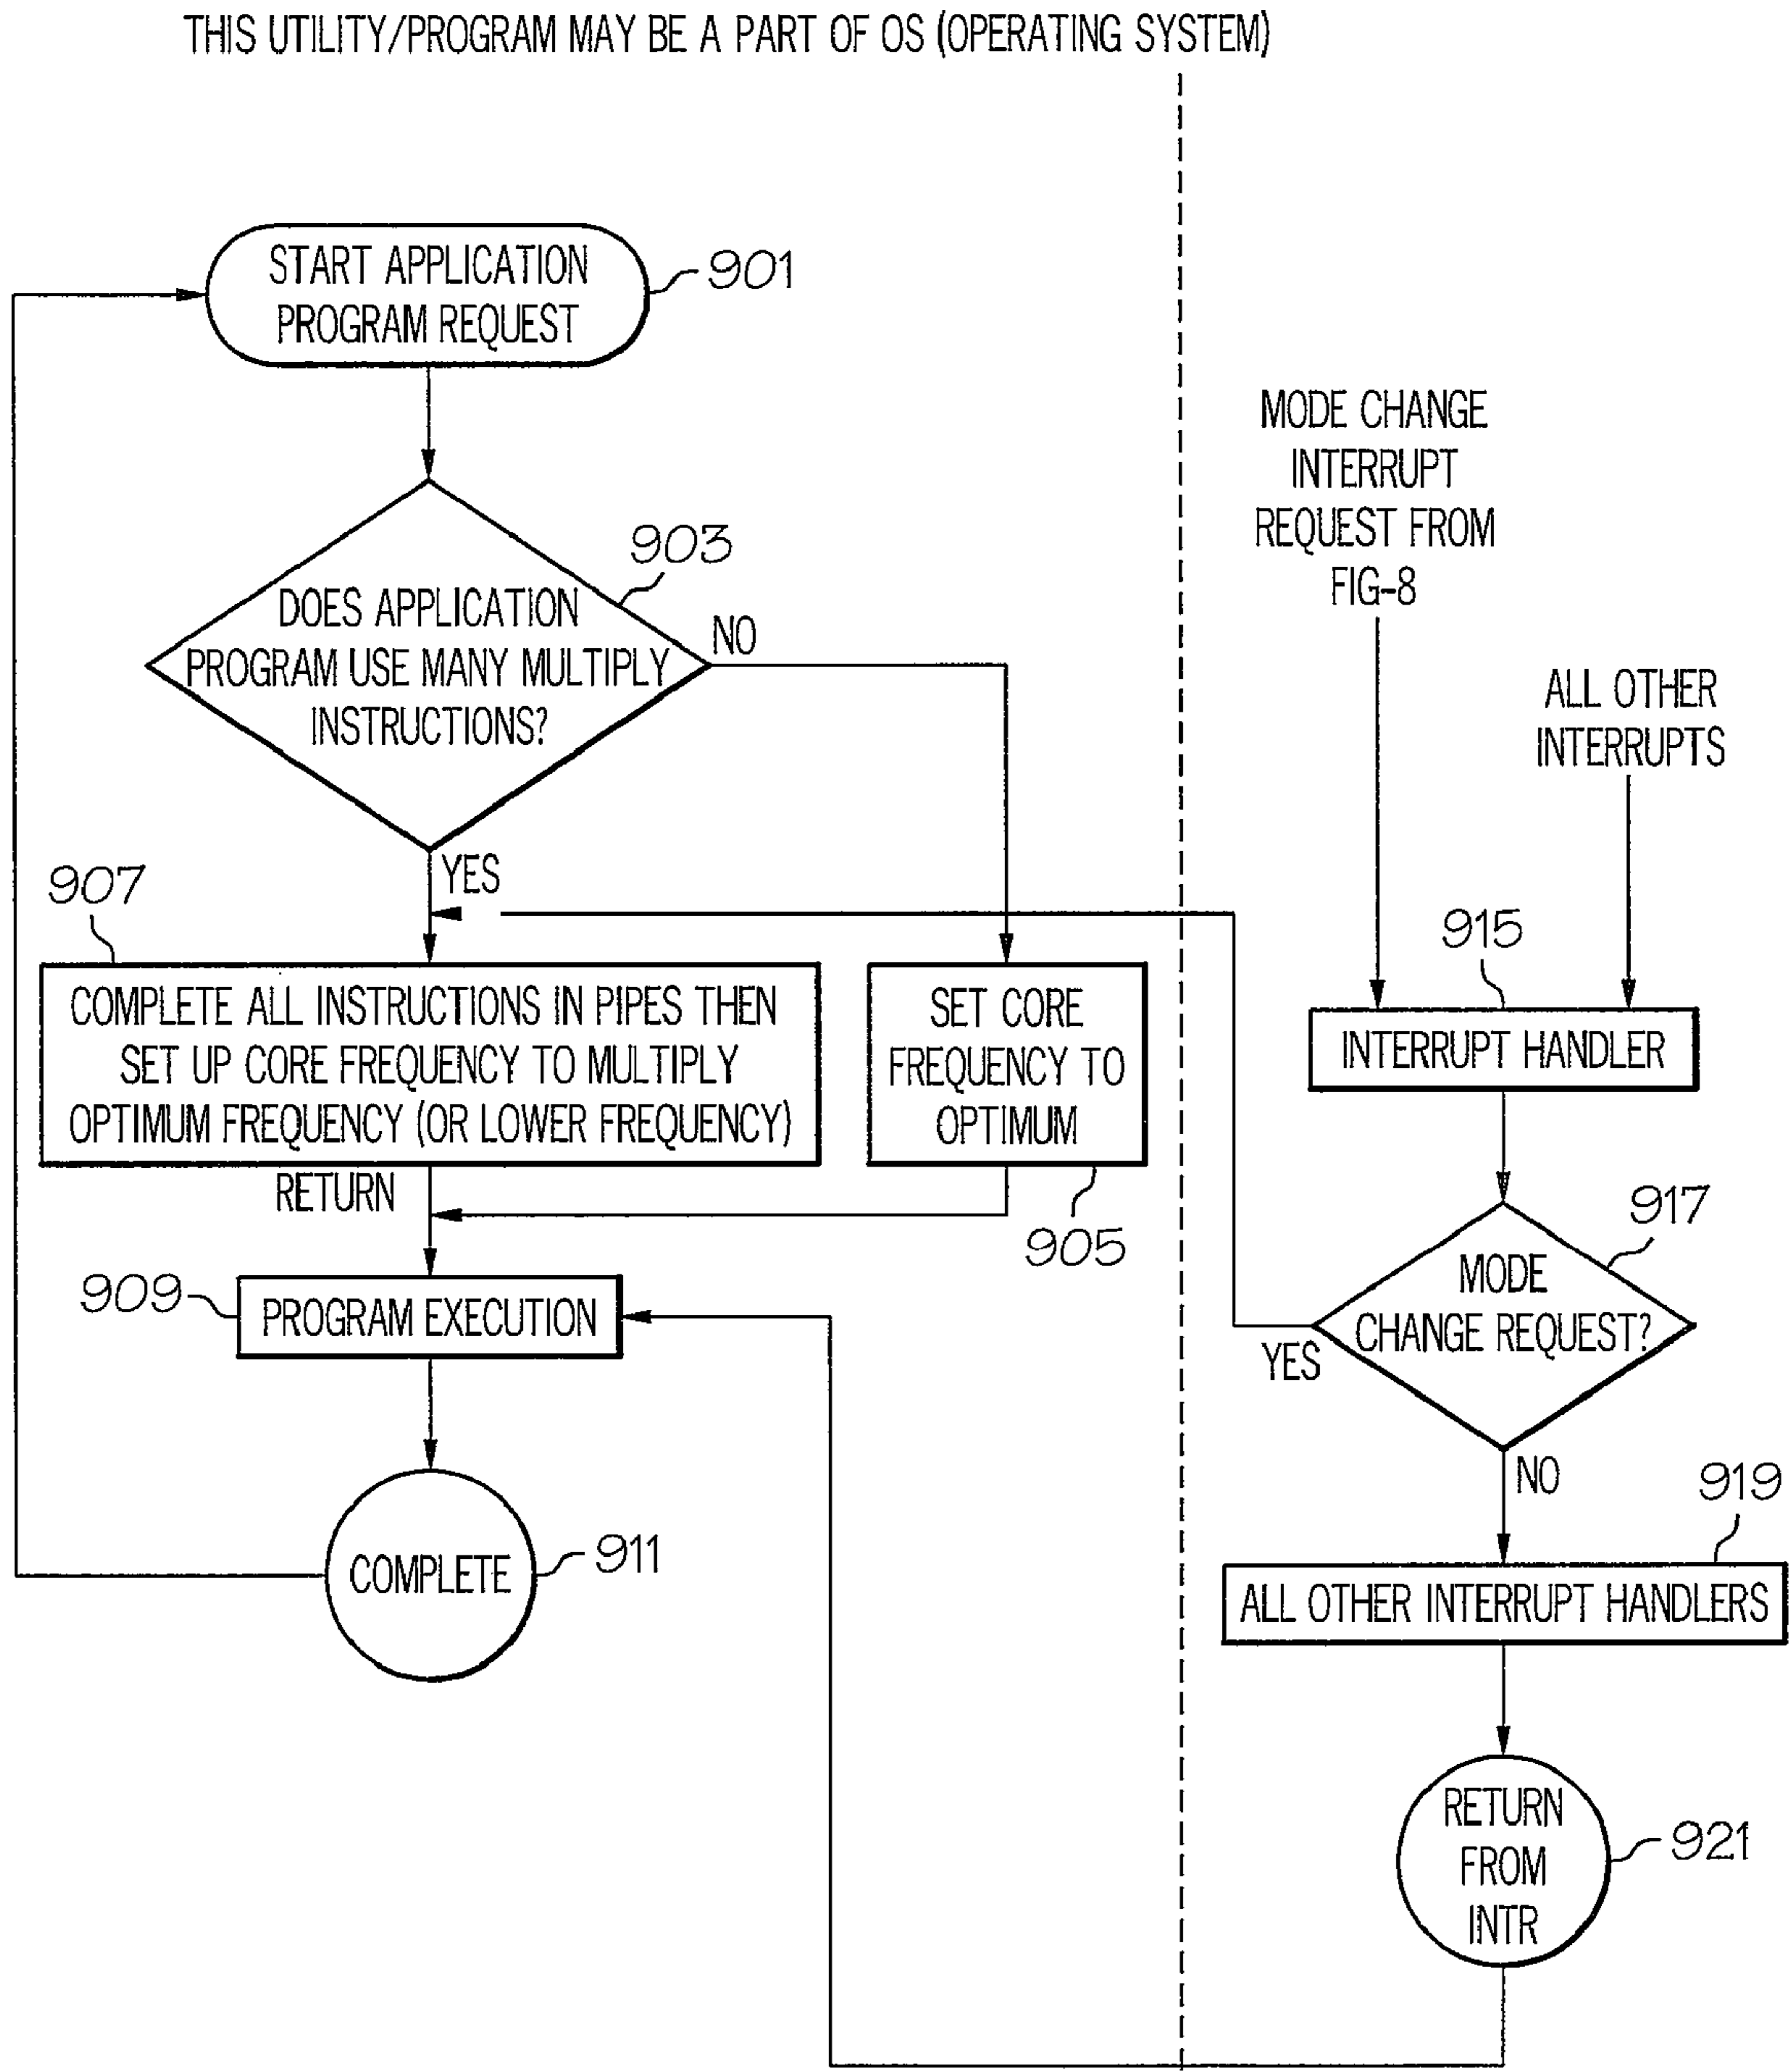 THIS UTILITY/PROGRAM MAY BE A PART OF OS (OPERATING SYSTEM)
START APPLICATION
PROGRAM REQUEST
901
903
DOES APPLICATION
PROGRAM USE MANY MULTIPLY
INSTRUCTIONS?
NO
YES
907
COMPLETE ALL INSTRUCTIONS IN PIPES THEN
SET UP CORE FREQUENCY TO MULTIPLY
OPTIMUM FREQUENCY (OR LOWER FREQUENCY)
SET CORE
FREQUENCY TO
OPTIMUM
905
RETURN
909
PROGRAM EXECUTION
COMPLETE
911
MODE CHANGE
INTERRUPT
REQUEST FROM
FIG-8
ALL OTHER
INTERRUPTS
915
INTERRUPT HANDLER
917
MODE
CHANGE REQUEST?
YES
NO
919
ALL OTHER INTERRUPT HANDLERS
RETURN
FROM
INTR
921